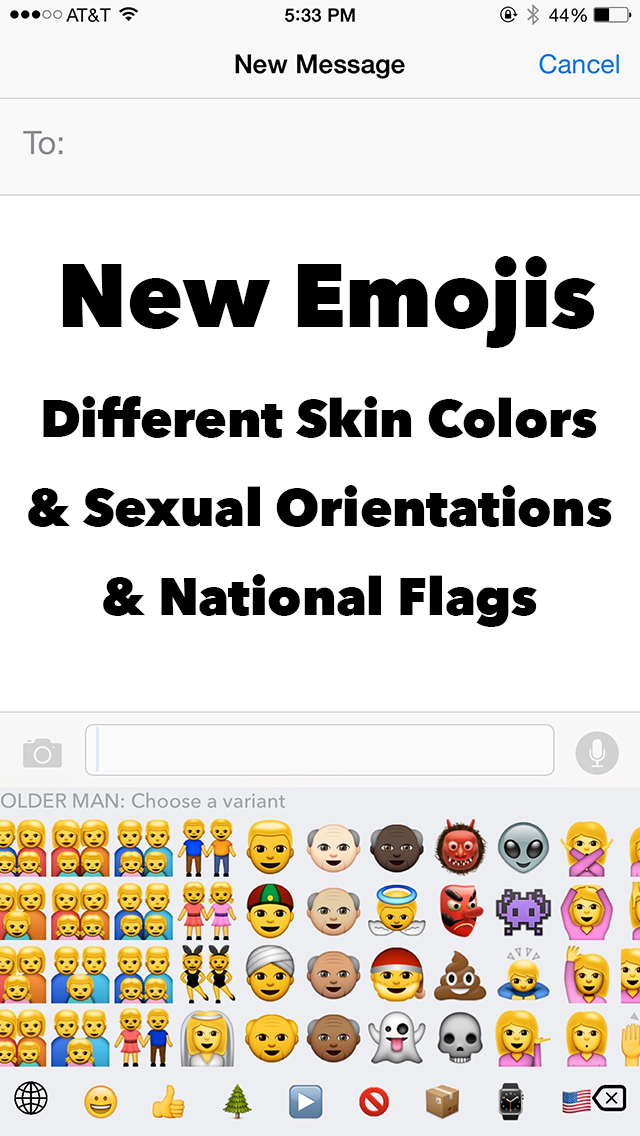 AT&T 5:33 PM 44%
New Message Cancel
To:
New Emojis
Different Skin Colors
& Sexual Orientations
& National Flags
OLDER MAN: Choose a variant